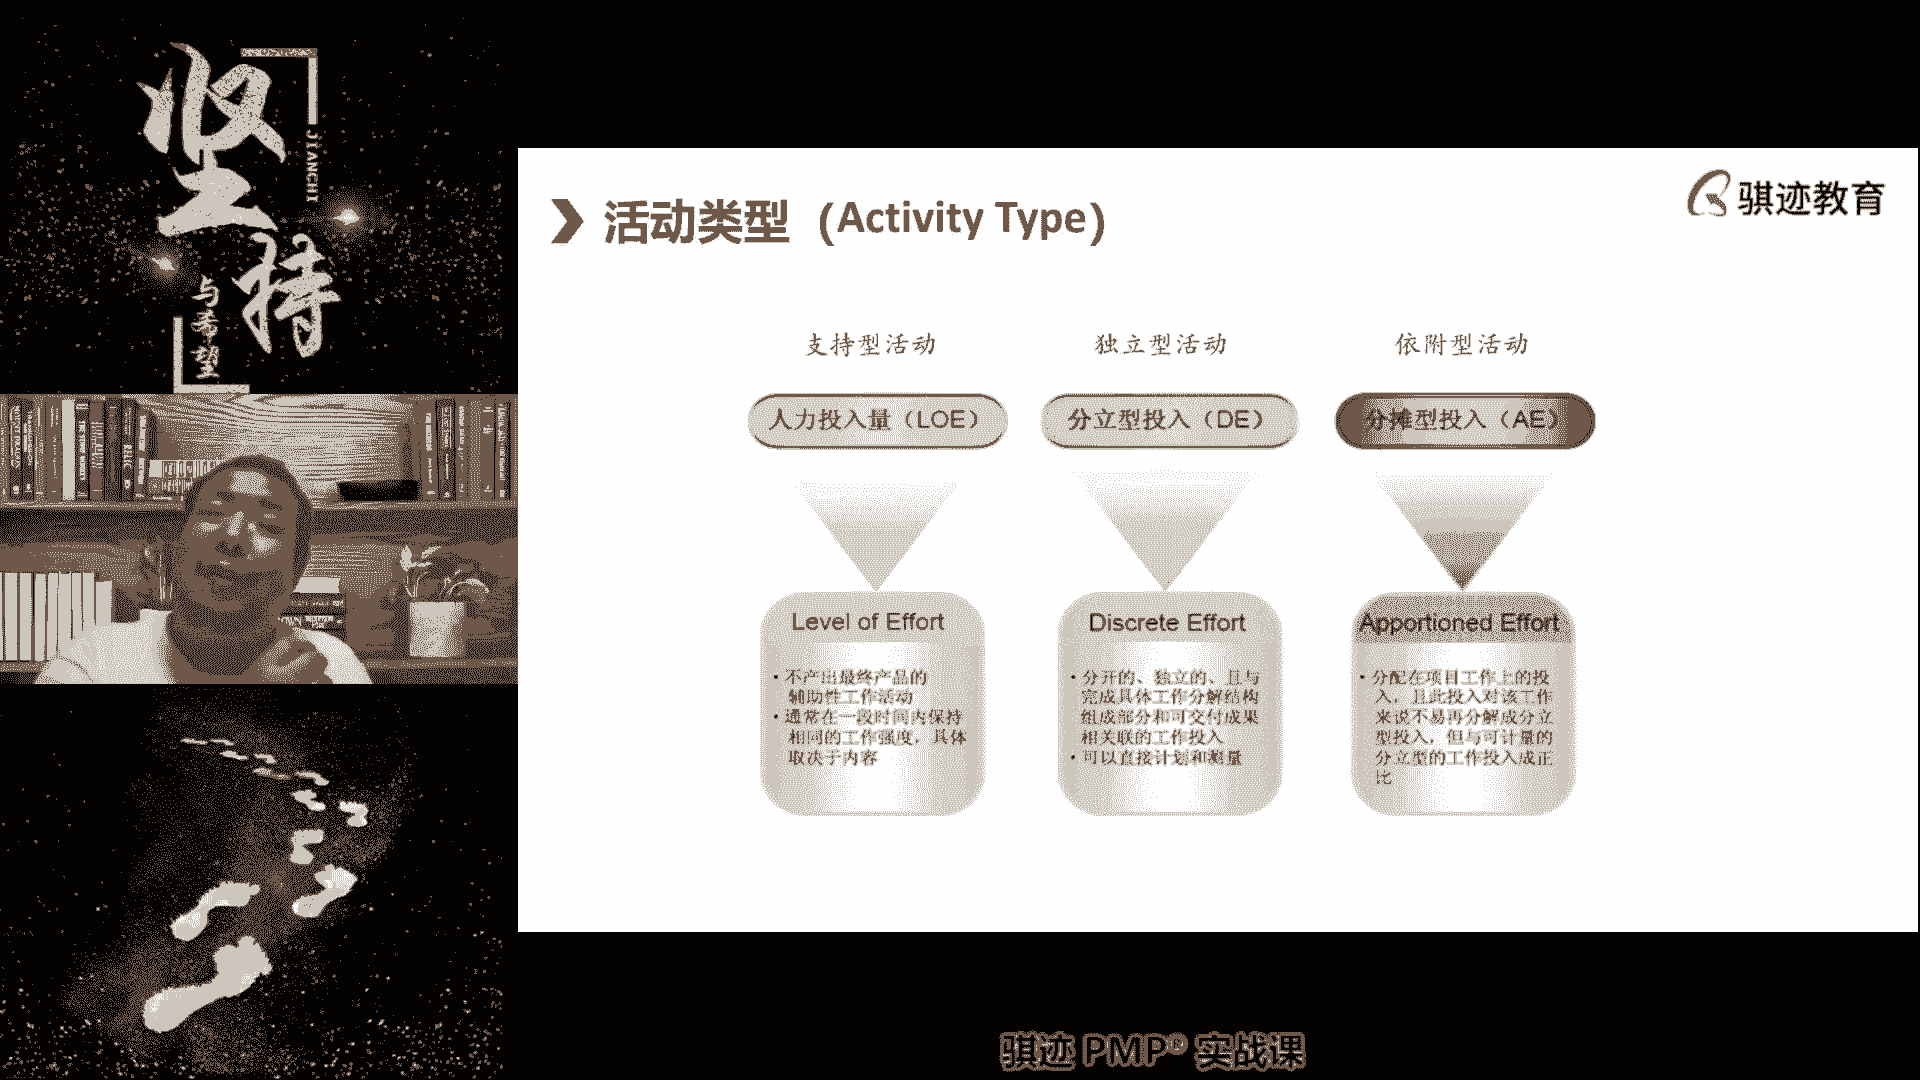 坚持
JIANCHI
与希望
活动类型（Activity Type）
骐迹教育
支持型活动
独立型活动
依附型活动
人力投入量（LOE）
分立型投入（DE）
分摊型投入（AE）
Level of Effort
• 不产出最终产品的
辅助性工作活动
• 通常在一段时间内保持
相同的工作强度，具体
取决于内容
Discrete Effort
• 分开的、独立的、且与
完成具体工作分解结构
组成部分和可交付成果
相关联的工作投入
• 可以直接计划和测量
Apportioned Effort
• 分配在项目工作上的投
入，且此投入对该工作
来说不易再分解成分立
型投入，但与可计量的
分立型的工作投入成正
比
骐迹 PMP® 实战课